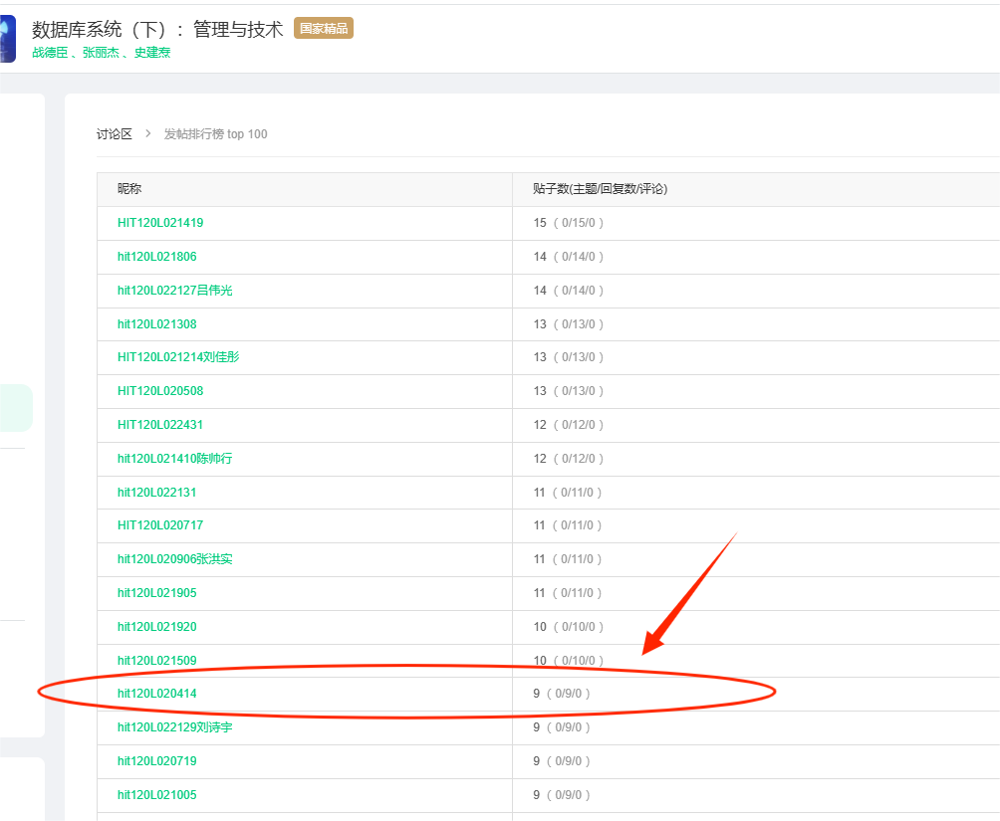 数据库系统（下）：管理与技术 国家精品
战德臣、张丽杰、史建焘
讨论区 > 发帖排行榜 top 100
昵称 贴子数(主题/回复数/评论)
HIT120L021419 15 ( 0/15/0 )
hit120L021806 14 ( 0/14/0 )
hit120L022127吕伟光 14 ( 0/14/0 )
hit120L021308 13 ( 0/13/0 )
HIT120L021214刘佳彤 13 ( 0/13/0 )
HIT120L020508 13 ( 0/13/0 )
HIT120L022431 12 ( 0/12/0 )
hit120L021410陈帅行 12 ( 0/12/0 )
hit120L022131 11 ( 0/11/0 )
HIT120L020717 11 ( 0/11/0 )
hit120L020906张洪实 11 ( 0/11/0 )
hit120L021905 11 ( 0/11/0 )
hit120L021920 10 ( 0/10/0 )
hit120L021509 10 ( 0/10/0 )
hit120L020414 9 ( 0/9/0 )
hit120L022129刘诗宇 9 ( 0/9/0 )
hit120L020719 9 ( 0/9/0 )
hit120L021005 9 ( 0/9/0 )